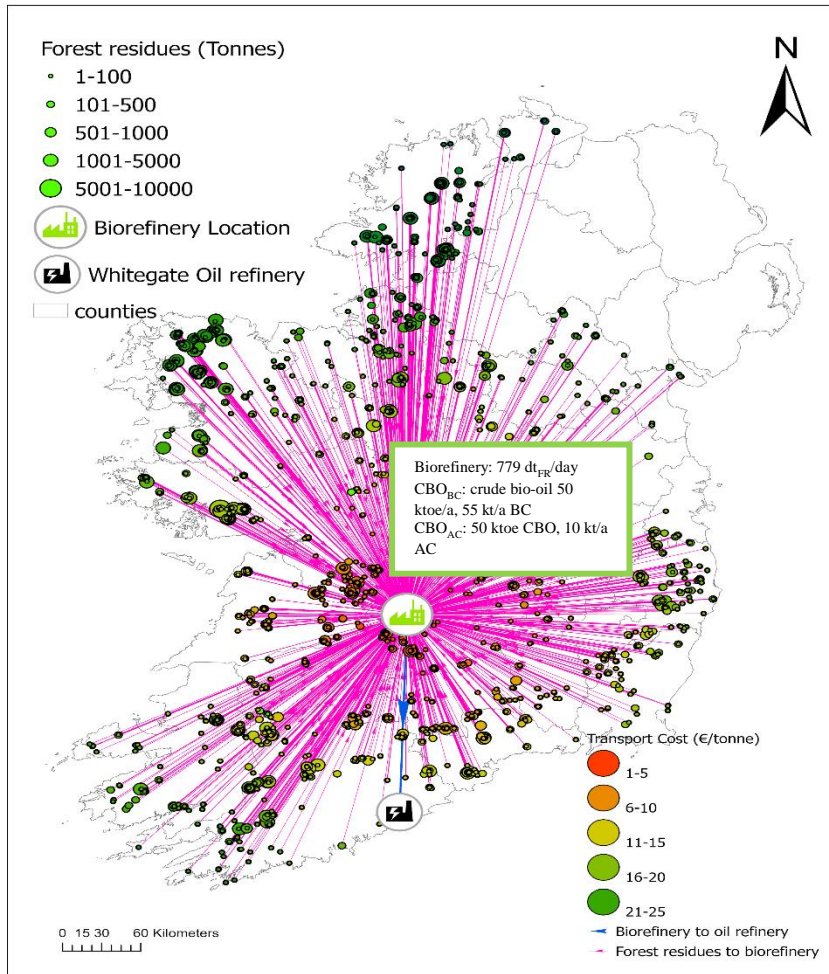 Forest residues (Tonnes)
1-100
101-500
501-1000
1001-5000
5001-10000
Biorefinery Location
Whitegate Oil refinery
counties
N
Biorefinery: 779 dtFR/day
CBOBC: crude bio-oil 50
ktoe/a, 55 kt/a BC
CBOAC: 50 ktoe CBO, 10 kt/a
AC
Transport Cost (€/tonne)
1-5
6-10
11-15
16-20
21-25
Biorefinery to oil refinery
Forest residues to biorefinery
0 15 30 60 Kilometers